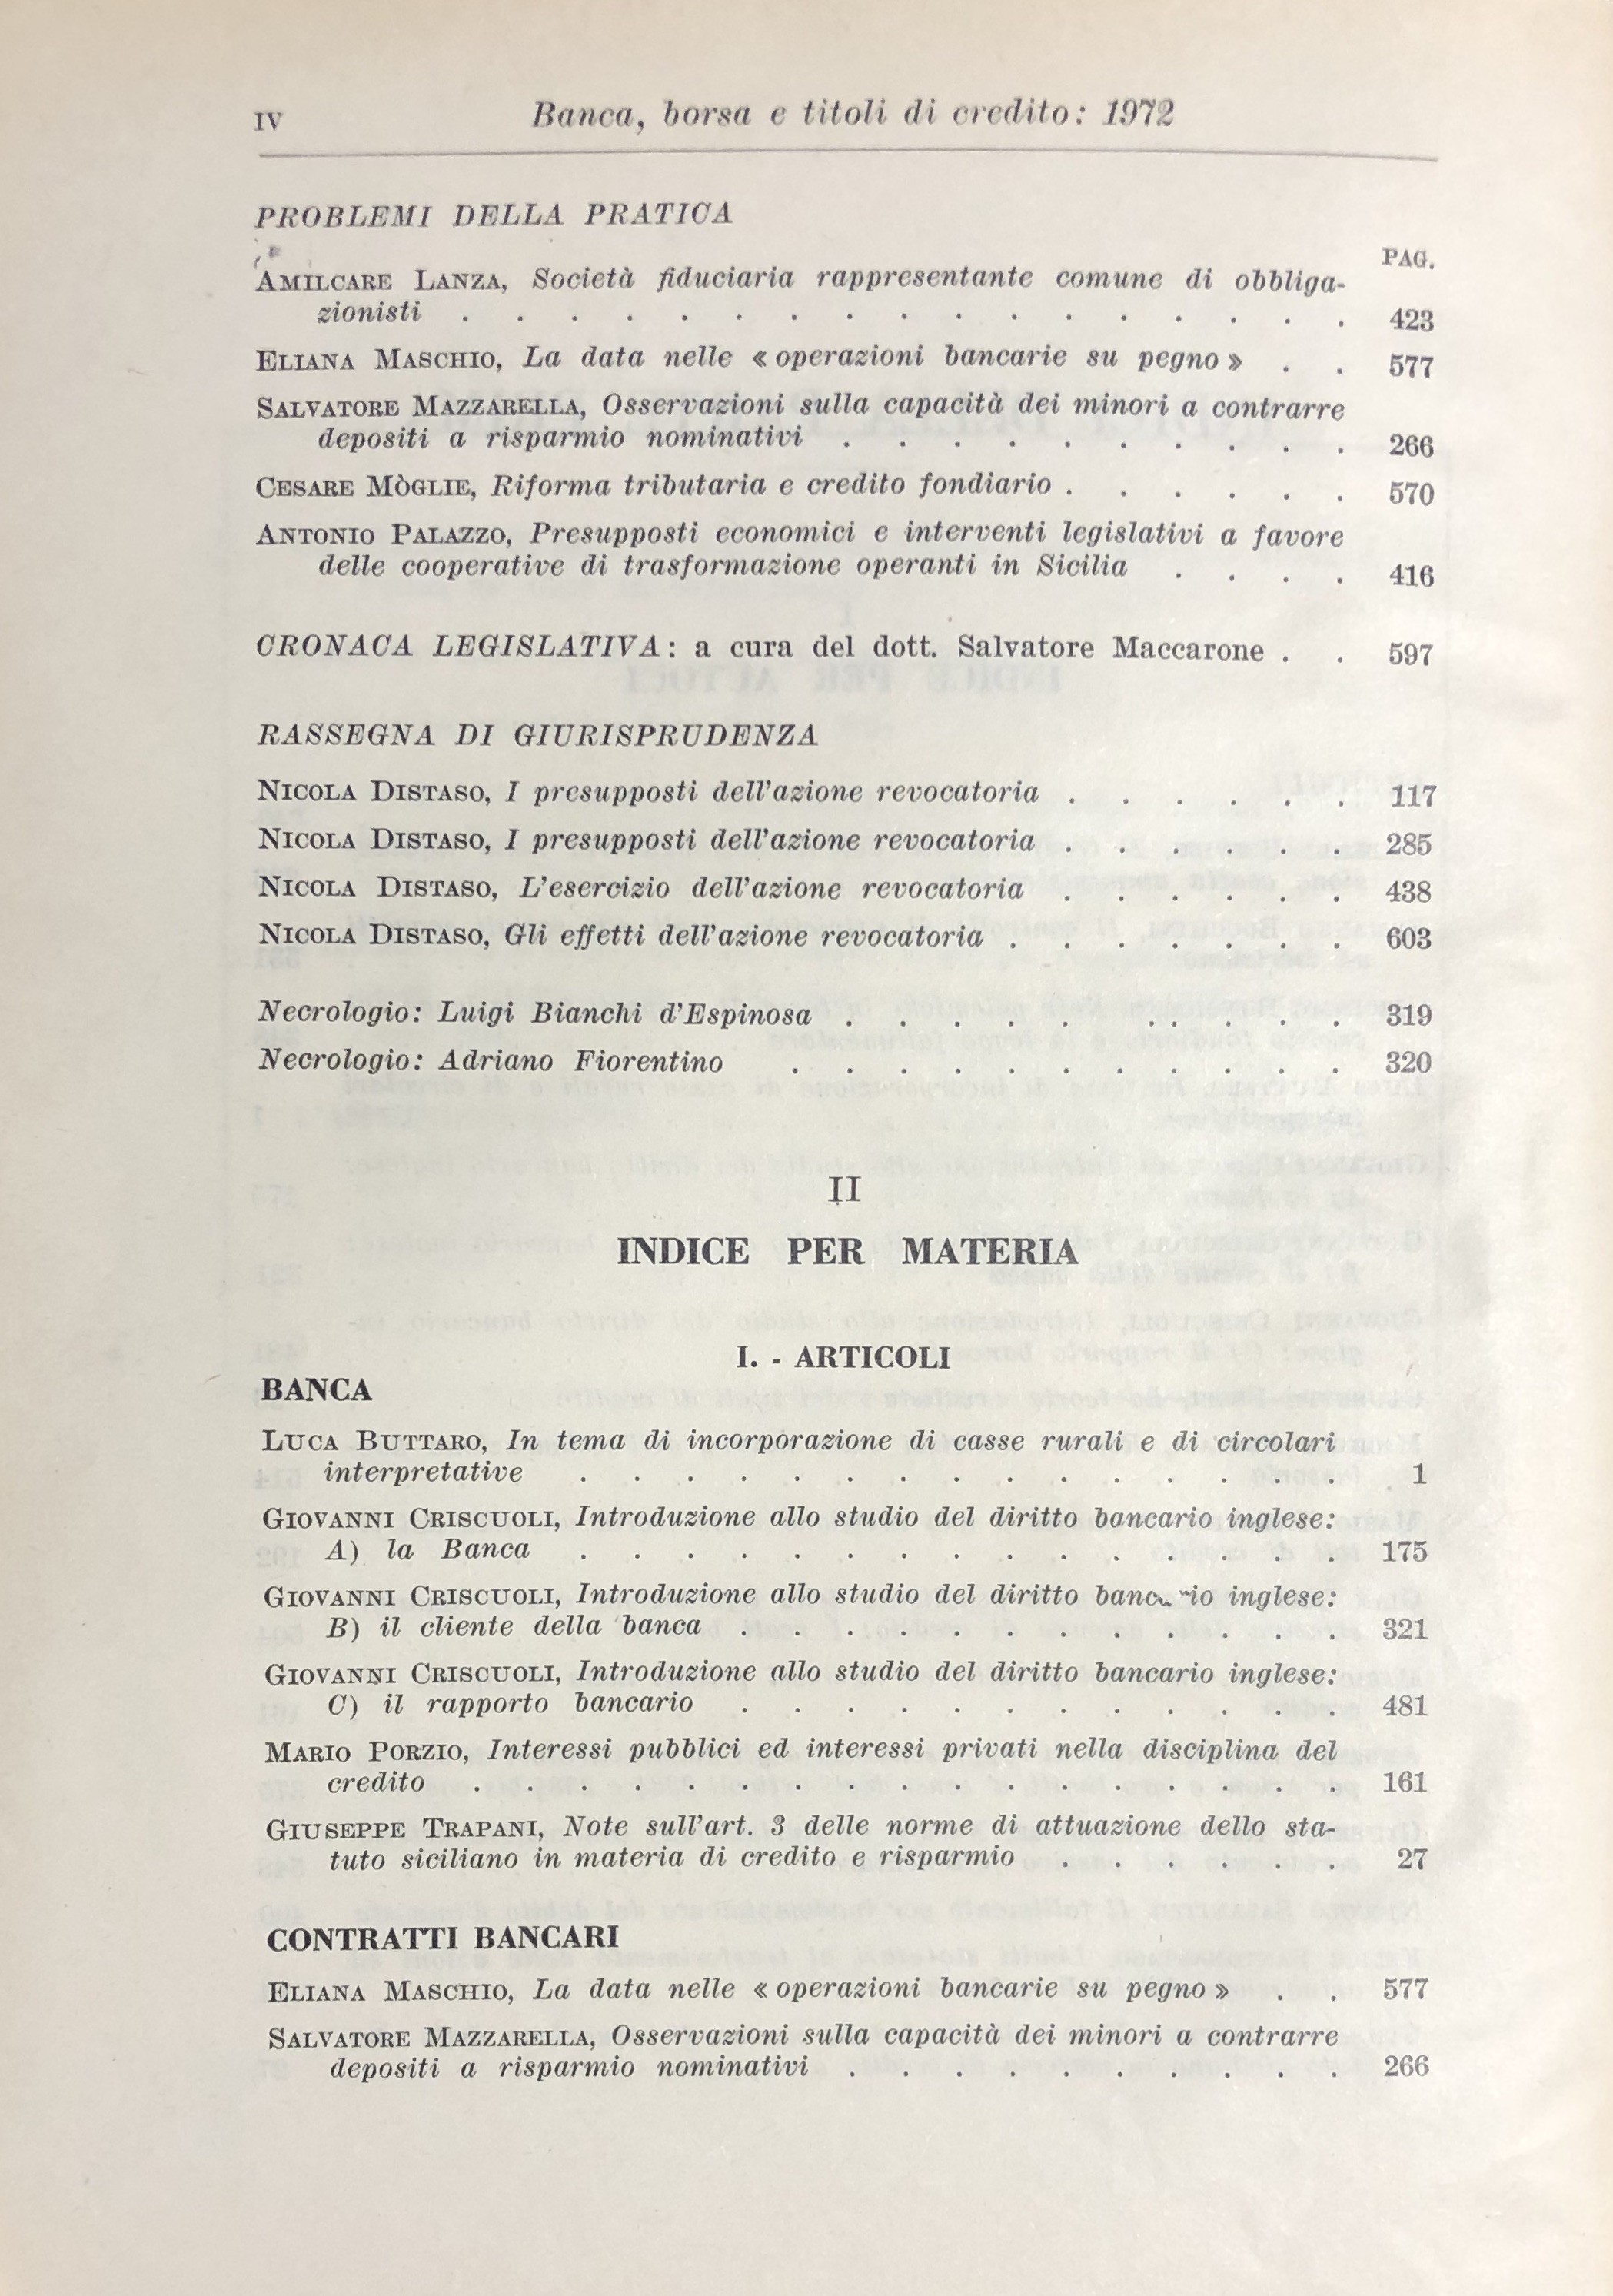 IV Banca, borsa e titoli di credito: 1972
PROBLEMI DELLA PRATICA
PAG.
AMILCARE LANZA, Società fiduciaria rappresentante comune di obbliga-
zionisti . . . . . . . . . . . . . . . . . 423
ELIANA MASCHIO, La data nelle « operazioni bancarie su pegno » . . 577
SALVATORE MAZZARELLA, Osservazioni sulla capacità dei minori a contrarre
depositi a risparmio nominativi . . . . . . . . . . 266
CESARE MÒGLIE, Riforma tributaria e credito fondiario . . . . . . 570
ANTONIO PALAZZO, Presupposti economici e interventi legislativi a favore
delle cooperative di trasformazione operanti in Sicilia . . . . 416
CRONACA LEGISLATIVA: a cura del dott. Salvatore Maccarone . . 597
RASSEGNA DI GIURISPRUDENZA
NICOLA DISTASO, I presupposti dell'azione revocatoria . . . . . . 117
NICOLA DISTASO, I presupposti dell'azione revocatoria . . . . . . 285
NICOLA DISTASO, L'esercizio dell'azione revocatoria . . . . . . 438
NICOLA DISTASO, Gli effetti dell'azione revocatoria . . . . . . . 603
Necrologio: Luigi Bianchi d'Espinosa . . . . . . . . . . 319
Necrologio: Adriano Fiorentino . . . . . . . . . . . 320
II
INDICE PER MATERIA
I. - ARTICOLI
BANCA
LUCA BUTTARO, In tema di incorporazione di casse rurali e di circolari
interpretative . . . . . . . . . . . . . . . 1
GIOVANNI CRISCUOLI, Introduzione allo studio del diritto bancario inglese:
A) la Banca . . . . . . . . . . . . . . . 175
GIOVANNI CRISCUOLI, Introduzione allo studio del diritto bancario inglese:
B) il cliente della banca . . . . . . . . . . . . 321
GIOVANNI CRISCUOLI, Introduzione allo studio del diritto bancario inglese:
C) il rapporto bancario . . . . . . . . . . . . 481
MARIO PORZIO, Interessi pubblici ed interessi privati nella disciplina del
credito . . . . . . . . . . . . . . . . . 161
GIUSEPPE TRAPANI, Note sull'art. 3 delle norme di attuazione dello sta-
tuto siciliano in materia di credito e risparmio . . . . . . 27
CONTRATTI BANCARI
ELIANA MASCHIO, La data nelle « operazioni bancarie su pegno » . . 577
SALVATORE MAZZARELLA, Osservazioni sulla capacità dei minori a contrarre
depositi a risparmio nominativi . . . . . . . . . . 266